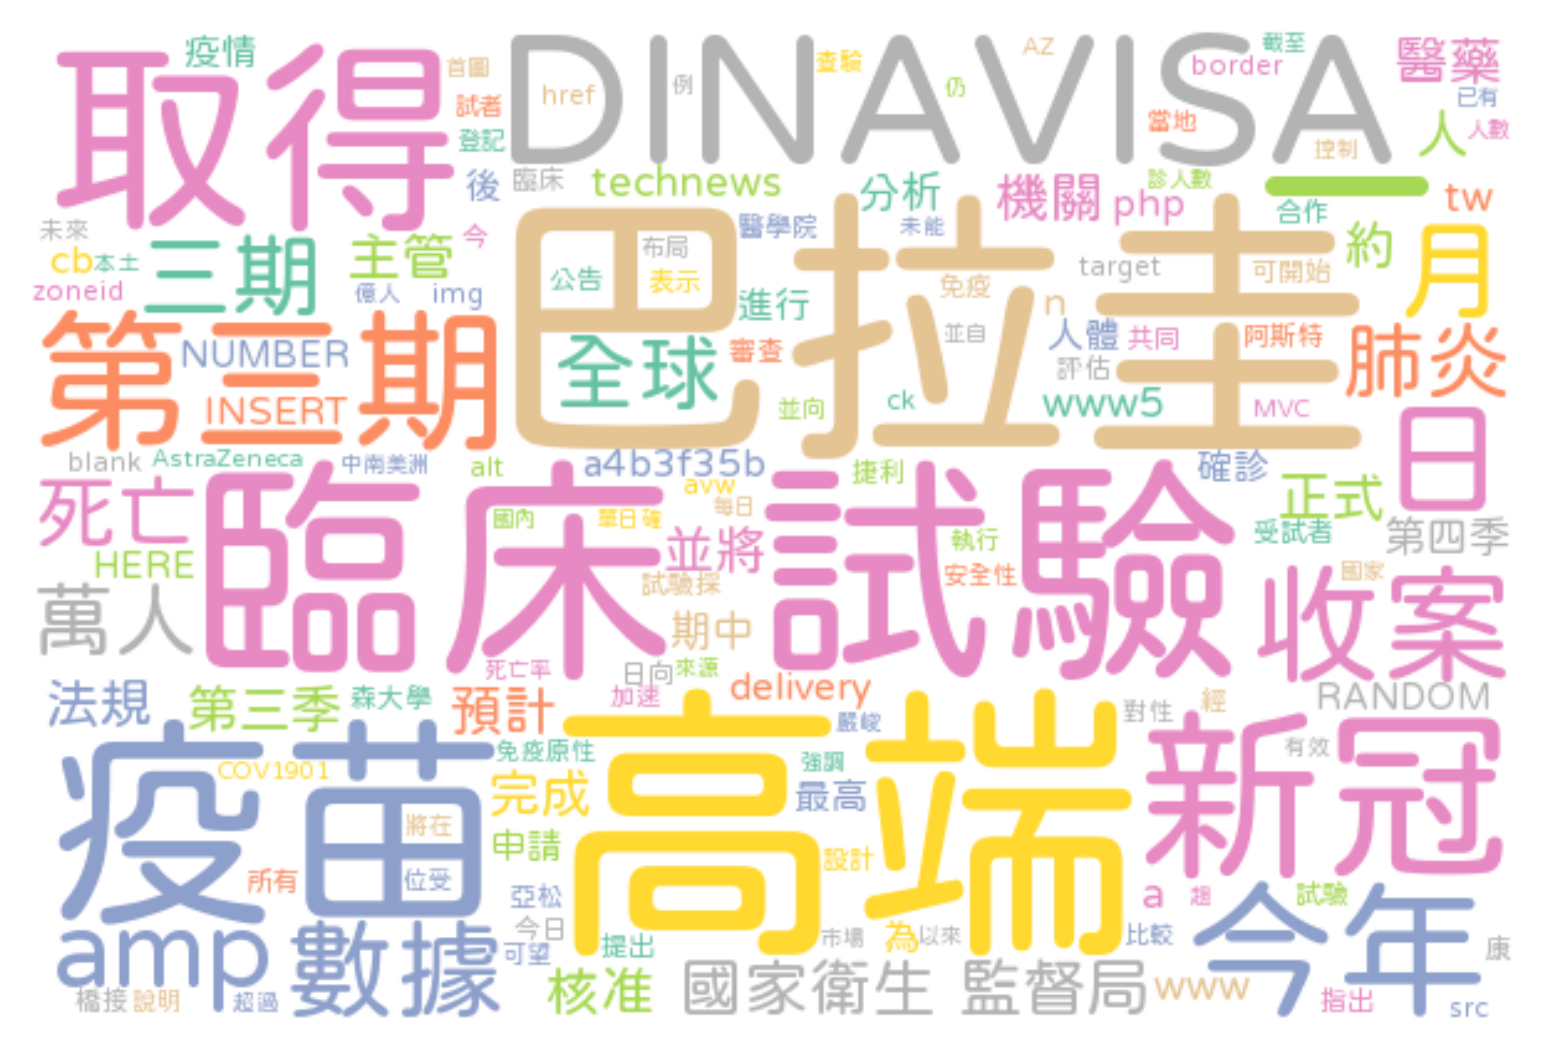 取得
疫情
首圖
試者
登記
DINAVISA
href
例
查驗
仍
AZ
截至
border
當地
控制
醫藥
已有
人
人數
後
臨床
technews
分析
機關
php
診人數
一
合作
tw
未來
cb
本土
zoneid
三期
主管
今
億人
img
巴拉圭
醫學院
布局
公告
表示
進行
未能
免疫
target
可開始
n
約
月
第三期
NUMBER
INSERT
全球
審查
並自
人體
共同
評估
阿斯特
肺炎
並向
ck
www5
MVC
日
blank
AstraZeneca
中南美洲
alt
a4b3f35b
avw
每日
捷利
確診
正式
受試者
第四季
死亡
HERE
萬人
臨床試驗
國內
單日確
並將
試驗採
期中
執行
安全性
收案
國家
死亡率
日向
來源
加速
delivery
RANDOM
法規
第三季
森大學
預計
高端
嚴峻
對性
經
有效
新冠
疫苗
COV1901
免疫原性
完成
強調
最高
將在
位受
申請
設計
所有
亞松
a
趙
試驗
今年
amp
數據
今日
可望
提出
市場
為
以來
比較
康
橋接
說明
超過
核准
國家衛生 監督局
www
指出
src